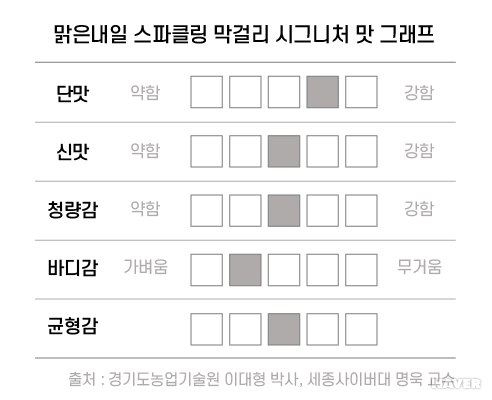 맑은내일 스파클링 막걸리 시그니처 맛 그래프
단맛 약함 강함
신맛 약함 강함
청량감 약함 강함
바디감 가벼움 무거움
균형감
출처 : 경기도농업기술원 이대형 박사, 세종사이버대 명욱 교수
NAVER